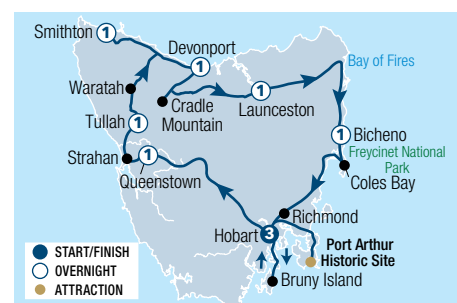 Smithton 1
Devonport
1
Bay of Fires
Waratah
Cradle
Mountain
1
Launceston
Tullah 1
1 Bicheno
Freycinet National
Park
Strahan
1
Queenstown
Coles Bay
Richmond
Hobart 3
Port Arthur
Historic Site
Bruny Island
START/FINISH
OVERNIGHT
ATTRACTION